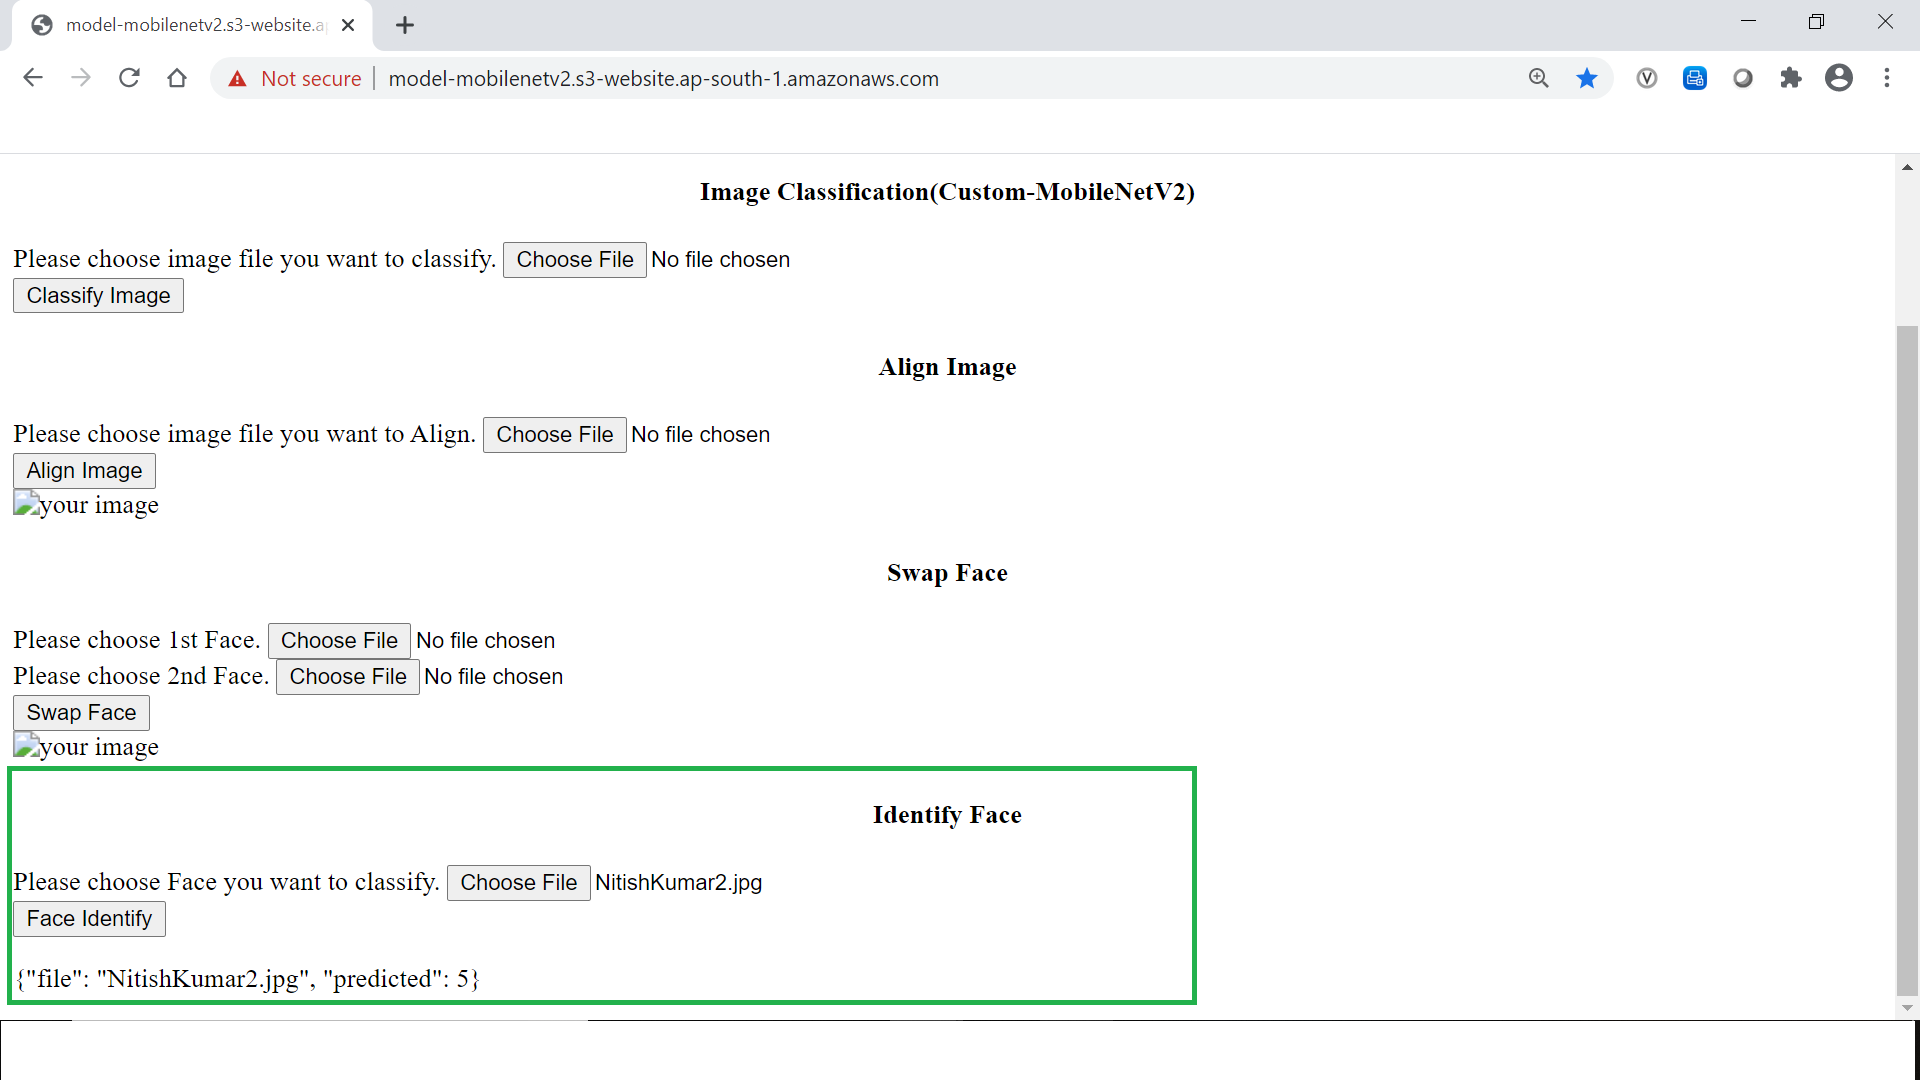 model-mobilenetv2.s3-website.a
Not secure model-mobilenetv2.s3-website.ap-south-1.amazonaws.com
Image Classification(Custom-MobileNetV2)
Please choose image file you want to classify. Choose File No file chosen
Classify Image
Align Image
Please choose image file you want to Align. Choose File No file chosen
Align Image
your image
Swap Face
Please choose 1st Face. Choose File No file chosen
Please choose 2nd Face. Choose File No file chosen
Swap Face
your image
Identify Face
Please choose Face you want to classify. Choose File NitishKumar2.jpg
Face Identify
{"file": "NitishKumar2.jpg", "predicted": 5}